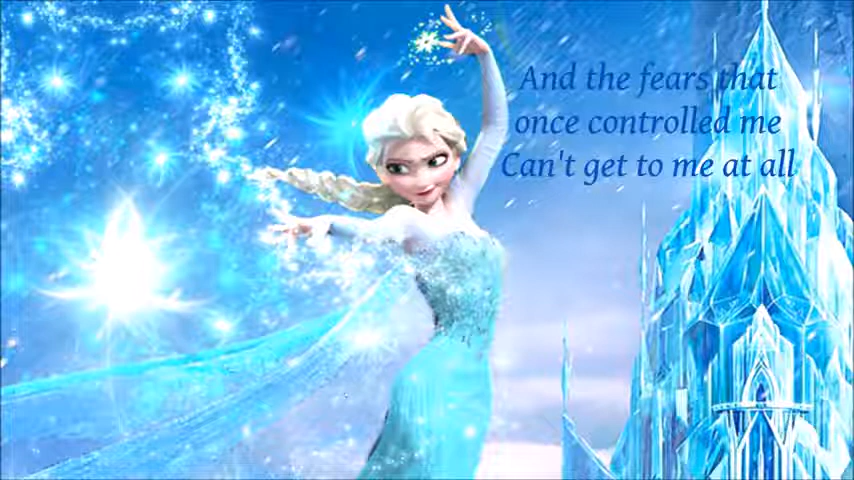 And the fears that
once controlled me
Can't get to me at all